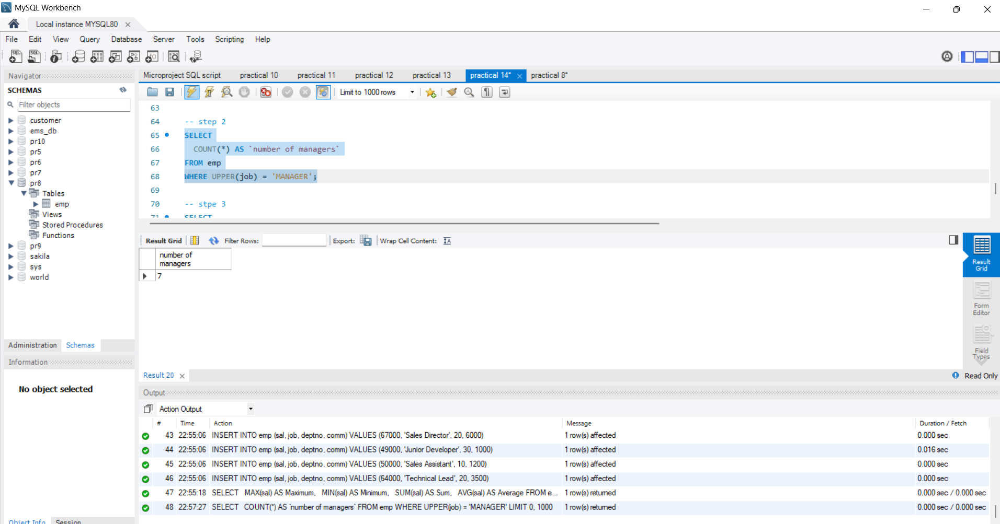 MySQL Workbench
Local instance MYSQL80
File Edit View Query Database Server Tools Scripting Help
Navigator
SCHEMAS
Filter objects
customer
ems_db
pr10
pr5
pr6
pr7
pr8
Tables
emp
Views
Stored Procedures
Functions
pr9
sakila
sys
world
Administration Schemas
Information
No object selected
Object Info Session
Microproject SQL script practical 10 practical 11 practical 12 practical 13 practical 14* practical 8*
Limit to 1000 rows
63
64 -- step 2
65 SELECT
66 COUNT(*) AS `number of managers`
67 FROM emp
68 WHERE UPPER(job) = 'MANAGER';
69
70 -- stpe 3
71 SELECT
Result Grid Filter Rows: Export: Wrap Cell Content:
number of
managers
7
Result
Grid
Form
Editor
Field
Types
Result 20
Read Only
Output
Action Output
# Time Action Message Duration / Fetch
43 22:55:06 INSERT INTO emp (sal, job, deptno, comm) VALUES (67000, 'Sales Director', 20, 6000) 1 row(s) affected 0.000 sec
44 22:55:06 INSERT INTO emp (sal, job, deptno, comm) VALUES (49000, 'Junior Developer', 30, 1000) 1 row(s) affected 0.016 sec
45 22:55:06 INSERT INTO emp (sal, job, deptno, comm) VALUES (50000, 'Sales Assistant', 10, 1200) 1 row(s) affected 0.000 sec
46 22:55:06 INSERT INTO emp (sal, job, deptno, comm) VALUES (64000, 'Technical Lead', 20, 3500) 1 row(s) affected 0.000 sec
47 22:55:18 SELECT MAX(sal) AS Maximum, MIN(sal) AS Minimum, SUM(sal) AS Sum, AVG(sal) AS Average FROM e... 1 row(s) returned 0.000 sec / 0.000 sec
48 22:57:27 SELECT COUNT(*) AS `number of managers` FROM emp WHERE UPPER(job) = 'MANAGER' LIMIT 0, 1000 1 row(s) returned 0.000 sec / 0.000 sec